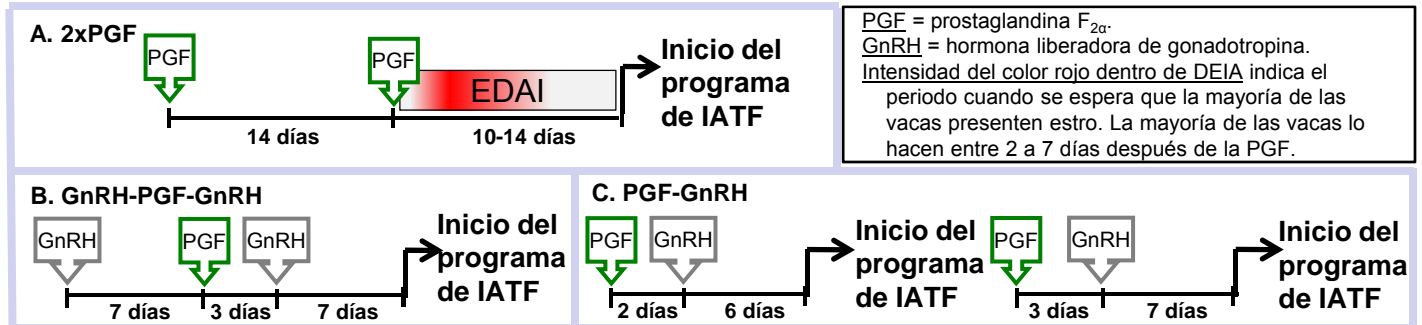 A. 2xPGF
PGF
PGF
EDAI
14 días
10-14 días
Inicio del
programa
de IATF
PGF = prostaglandina F2α.
GnRH = hormona liberadora de gonadotropina.
Intensidad del color rojo dentro de DEIA indica el
periodo cuando se espera que la mayoría de las
vacas presenten estro. La mayoría de las vacas lo
hacen entre 2 a 7 días después de la PGF.
B. GnRH-PGF-GnRH
GnRH
PGF
GnRH
7 días
3 días
7 días
Inicio del
programa
de IATF
C. PGF-GnRH
PGF
GnRH
2 días
6 días
Inicio del
programa
de IATF
PGF
GnRH
3 días
7 días
Inicio del
programa
de IATF